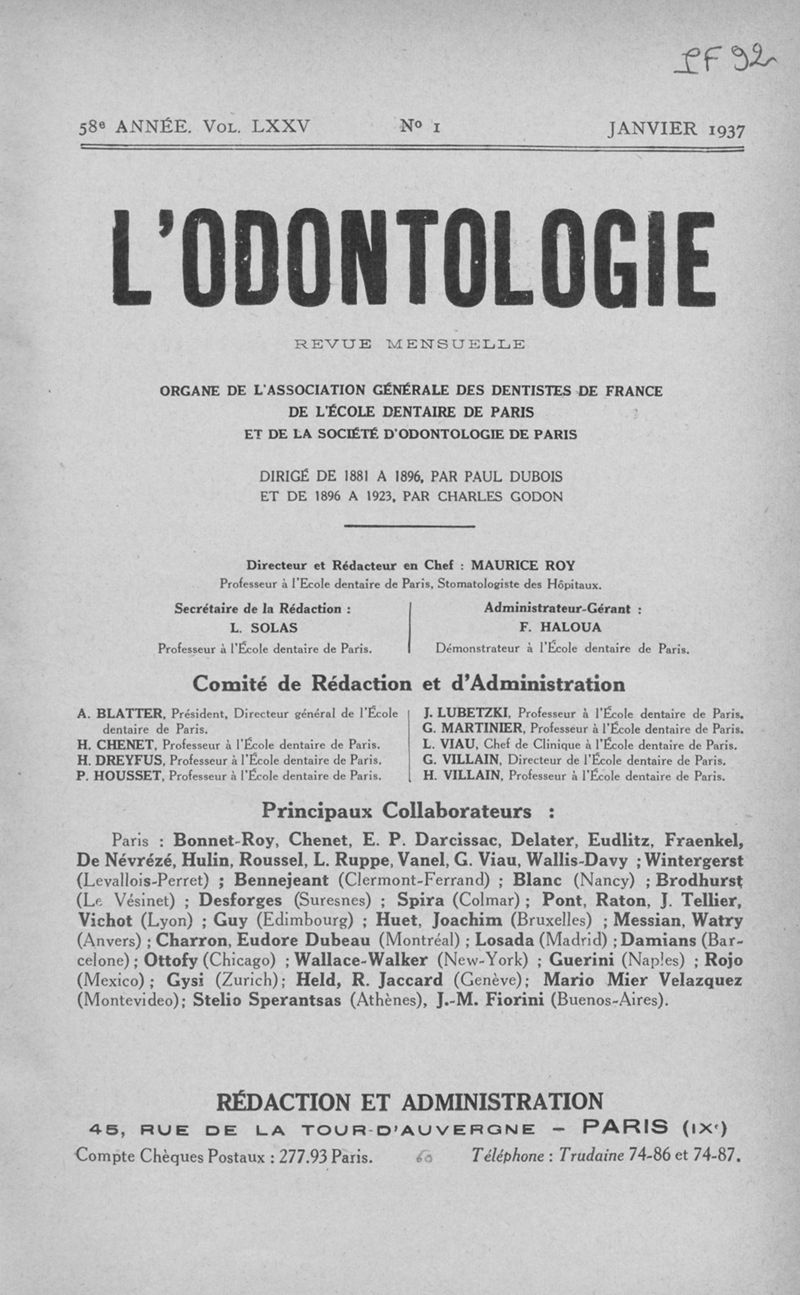 PF 92
58e ANNÉE. VOL. LXXV No 1 JANVIER 1937
L'ODONTOLOGIE
REVUE MENSUELLE
ORGANE DE L'ASSOCIATION GÉNÉRALE DES DENTISTES DE FRANCE
DE L'ÉCOLE DENTAIRE DE PARIS
ET DE LA SOCIÉTÉ D'ODONTOLOGIE DE PARIS
DIRIGÉ DE 1881 A 1896, PAR PAUL DUBOIS
ET DE 1896 A 1923, PAR CHARLES GODON
Directeur et Rédacteur en Chef : MAURICE ROY
Professeur à l'Ecole dentaire de Paris, Stomatologiste des Hôpitaux.
Secrétaire de la Rédaction :
L. SOLAS
Professeur à l'École dentaire de Paris.
Administrateur-Gérant :
F. HALOUA
Démonstrateur à l'École dentaire de Paris.
Comité de Rédaction et d'Administration
A. BLATTER, Président, Directeur général de l'École
dentaire de Paris.
H. CHENET, Professeur à l'École dentaire de Paris.
H. DREYFUS, Professeur à l'École dentaire de Paris.
P. HOUSSET, Professeur à l'École dentaire de Paris.
J. LUBETZKI, Professeur à l'École dentaire de Paris.
G. MARTINIER, Professeur à l'École dentaire de Paris.
L. VIAU, Chef de Clinique à l'École dentaire de Paris.
G. VILLAIN, Directeur de l'École dentaire de Paris.
H. VILLAIN, Professeur à l'École dentaire de Paris.
Principaux Collaborateurs :
Paris : Bonnet-Roy, Chenet, E. P. Darcissac, Delater, Eudlitz, Fraenkel,
De Névrézé, Hulin, Roussel, L. Ruppe, Vanel, G. Viau, Wallis-Davy ; Wintergerst
(Levallois-Perret) ; Bennejeant (Clermont-Ferrand) ; Blanc (Nancy) ; Brodhurst
(Le Vésinet) ; Desforges (Suresnes) ; Spira (Colmar) ; Pont, Raton, J. Tellier,
Vichot (Lyon) ; Guy (Edimbourg) ; Huet, Joachim (Bruxelles) ; Messian, Watry
(Anvers) ; Charron, Eudore Dubeau (Montréal) ; Losada (Madrid) ; Damians (Bar-
celone) ; Ottofy (Chicago) ; Wallace-Walker (New-York) ; Guerini (Naples) ; Rojo
(Mexico) ; Gysi (Zurich); Held, R. Jaccard (Genève); Mario Mier Velazquez
(Montevideo); Stelio Sperantsas (Athènes), J.-M. Fiorini (Buenos-Aires).
RÉDACTION ET ADMINISTRATION
45, RUE DE LA TOUR-D'AUVERGNE – PARIS (IXe)
Compte Chèques Postaux : 277.93 Paris. 60 Téléphone : Trudaine 74-86 et 74-87.